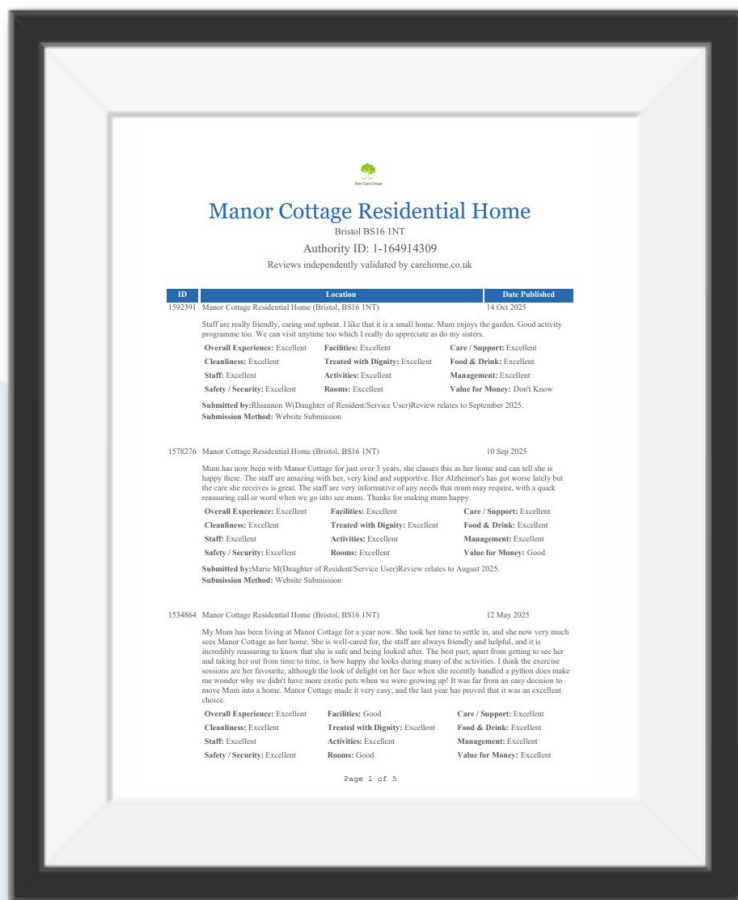 Manor Cottage Residential Home
Bristol BS16 1NT
Authority ID: 1-164914309
Reviews independently validated by carehome.co.uk
ID Location Date Published
1592391 Manor Cottage Residential Home (Bristol, BS16 1NT) 14 Oct 2025
Staff are really friendly, caring and upbeat. I like that it is a small home. Mum enjoys the garden. Good activity
programme too. We can visit anytime too which I really do appreciate as do my sisters.
Overall Experience: Excellent Facilities: Excellent Care / Support: Excellent
Cleanliness: Excellent Treated with Dignity: Excellent Food & Drink: Excellent
Staff: Excellent Activities: Excellent Management: Excellent
Safety / Security: Excellent Rooms: Excellent Value for Money: Don't Know
Submitted by:Rhiannon W(Daughter of Resident/Service User)Review relates to September 2025.
Submission Method: Website Submission
1578276 Manor Cottage Residential Home (Bristol, BS16 1NT) 10 Sep 2025
Mum has now been with Manor Cottage for just over 3 years, she classes this as her home and can tell she is
happy there. The staff are amazing with her, very kind and supportive. Her Alzheimer's has got worse lately but
the care she receives is great. The staff are very informative of any needs that mum may require, with a quick
reassuring call or word when we go into see mum. Thanks for making mum happy.
Overall Experience: Excellent Facilities: Excellent Care / Support: Excellent
Cleanliness: Excellent Treated with Dignity: Excellent Food & Drink: Excellent
Staff: Excellent Activities: Excellent Management: Excellent
Safety / Security: Excellent Rooms: Excellent Value for Money: Good
Submitted by:Marie M(Daughter of Resident/Service User)Review relates to August 2025.
Submission Method: Website Submission
1534864 Manor Cottage Residential Home (Bristol, BS16 1NT) 12 May 2025
My Mum has been living at Manor Cottage for a year now. She took her time to settle in, and she now very much
sees Manor Cottage as her home. She is well-cared for, the staff are always friendly and helpful, and it is
incredibly reassuring to know that she is safe and being looked after. The best part, apart from getting to see her
and taking her out from time to time, is how happy she looks during many of the activities. I think the exercise
sessions are her favourite, although the look of delight on her face when she recently handled a python does make
me wonder why we didn't have more exotic pets when we were growing up! It was far from an easy decision to
move Mum into a home. Manor Cottage made it very easy, and the last year has proved that it was an excellent
choice.
Overall Experience: Excellent Facilities: Good Care / Support: Excellent
Cleanliness: Excellent Treated with Dignity: Excellent Food & Drink: Excellent
Staff: Excellent Activities: Excellent Management: Excellent
Safety / Security: Excellent Rooms: Good Value for Money: Excellent
Page 1 of 5